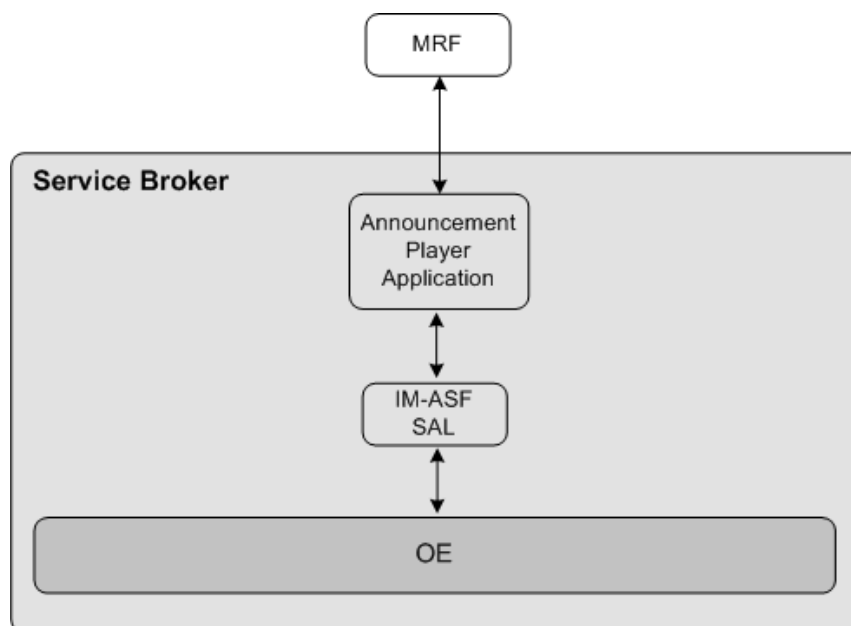 MRF
Service Broker
Announcement
Player
Application
IM-ASF
SAL
OE